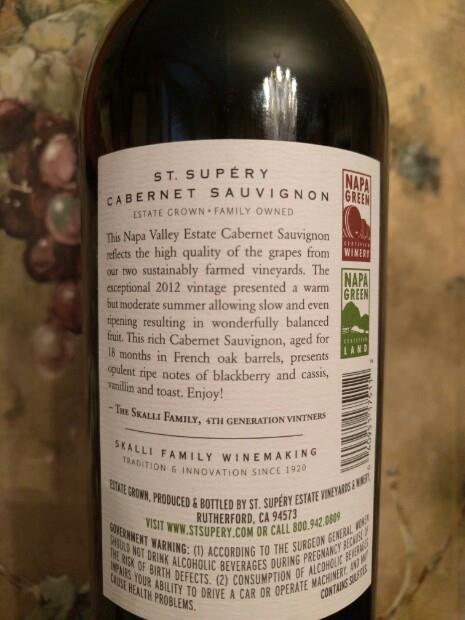 ST. SUPÉRY
CABERNET SAUVIGNON
ESTATE GROWN • FAMILY OWNED
This Napa Valley Estate Cabernet Sauvignon
reflects the high quality of the grapes from
our two sustainably farmed vineyards. The
exceptional 2012 vintage presented a warm
but moderate summer allowing slow and even
ripening resulting in wonderfully balanced
fruit. This rich Cabernet Sauvignon, aged for
18 months in French oak barrels, presents
opulent ripe notes of blackberry and cassis,
vanillin and toast. Enjoy!
– THE SKALLI FAMILY, 4TH GENERATION VINTNERS
SKALLI FAMILY WINEMAKING
TRADITION & INNOVATION SINCE 1920
NAPA
GREEN
CERTIFIED
WINERY
NAPA
GREEN
CERTIFIED
LAND
ESTATE GROWN, PRODUCED & BOTTLED BY ST. SUPÉRY ESTATE VINEYARDS & WINERY,
RUTHERFORD, CA 94573
VISIT WWW.STSUPERY.COM OR CALL 800.942.0809
GOVERNMENT WARNING: (1) ACCORDING TO THE SURGEON GENERAL, WOMEN
SHOULD NOT DRINK ALCOHOLIC BEVERAGES DURING PREGNANCY BECAUSE OF
THE RISK OF BIRTH DEFECTS. (2) CONSUMPTION OF ALCOHOLIC BEVERAGES
IMPAIRS YOUR ABILITY TO DRIVE A CAR OR OPERATE MACHINERY, AND MAY
CAUSE HEALTH PROBLEMS.
CONTAINS SULFITES.